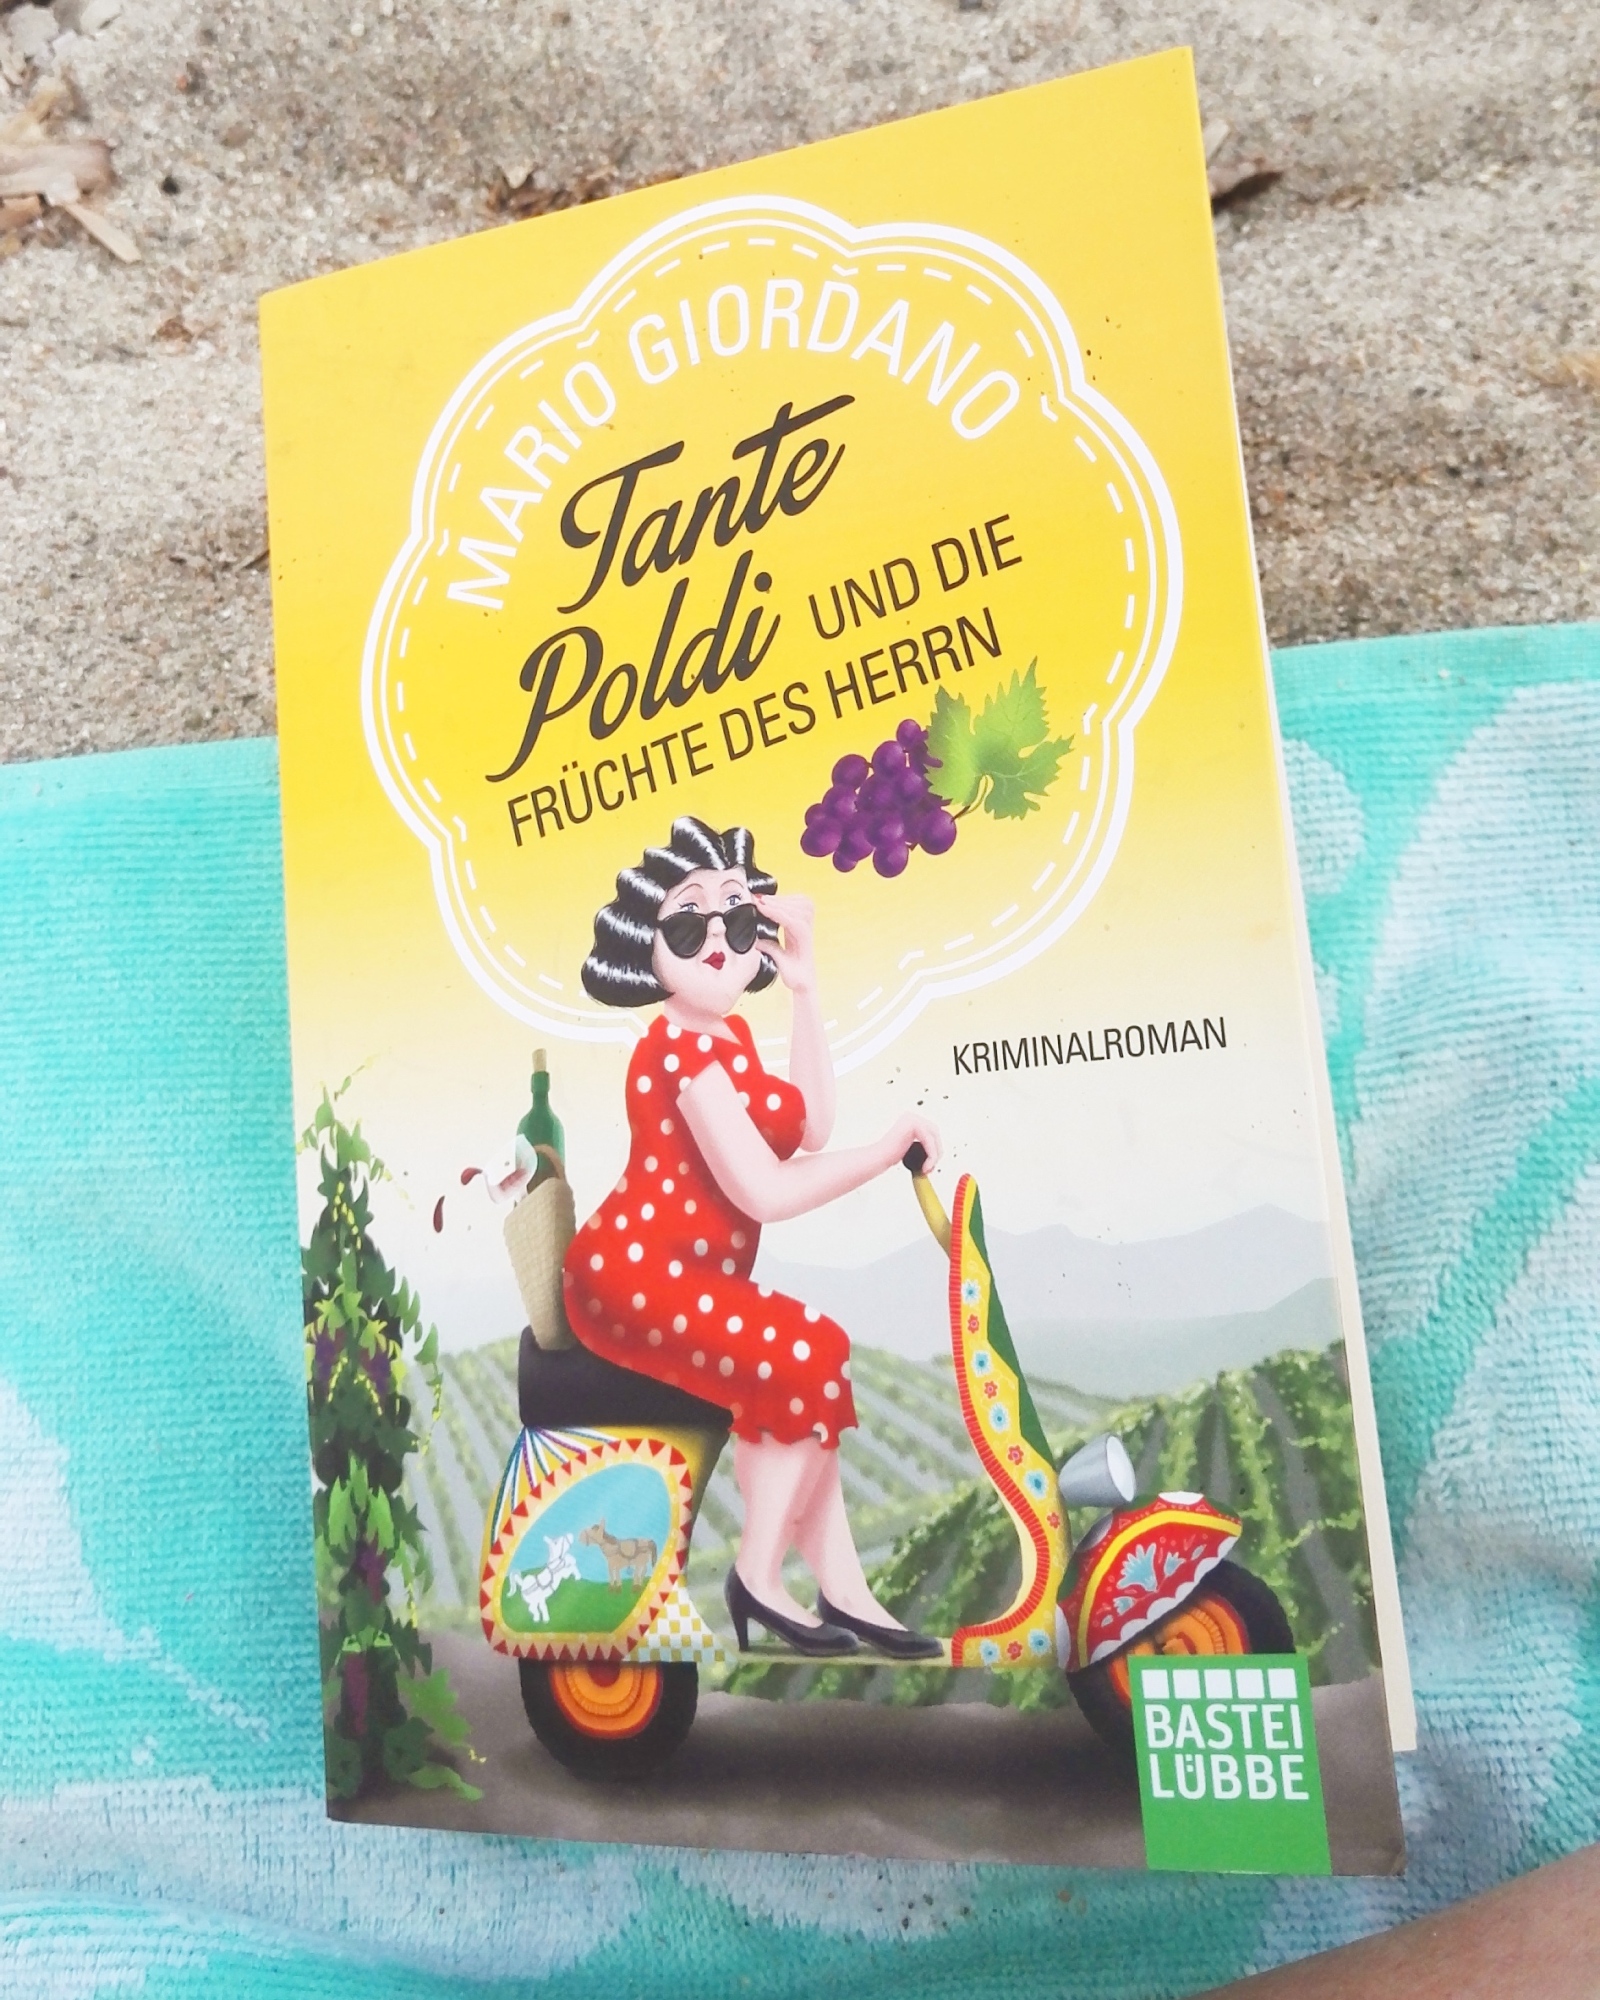 MARIO GIORDANO
Tante
Poldi UND DIE
FRÜCHTE DES HERRN
KRIMINALROMAN
BASTEI
LÜBBE